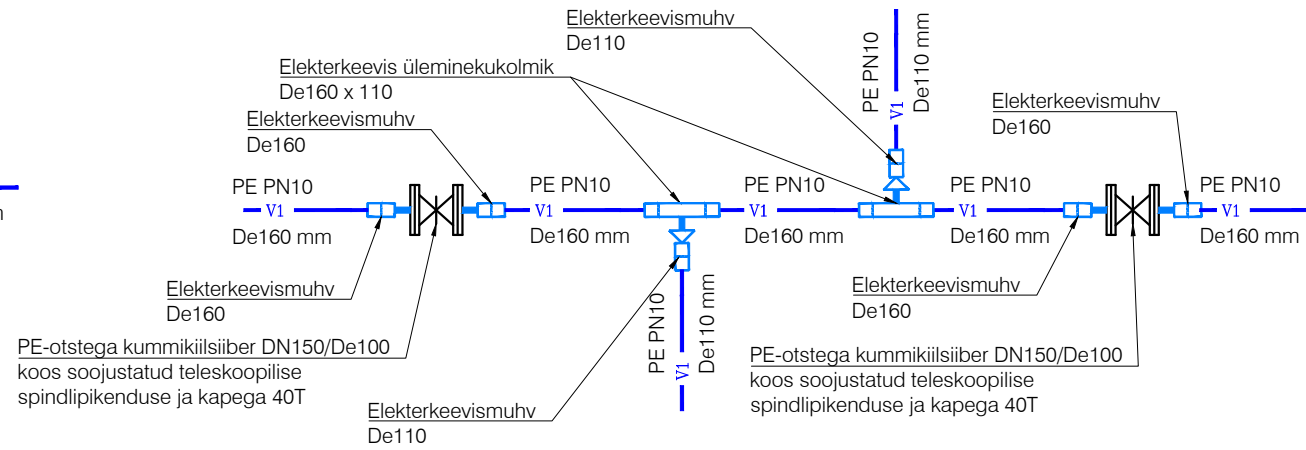 Elekterkeevismuhv
De110
Elekterkeevis üleminekukolmik
De160 x 110
Elekterkeevismuhv
De160
PE PN10
V1
De110 mm
Elekterkeevismuhv
De160
PE PN10
V1
De160 mm
PE PN10
V1
De160 mm
PE PN10
V1
De160 mm
PE PN10
V1
De160 mm
PE PN10
V1
De160 mm
Elekterkeevismuhv
De160
PE PN10
V1
De110 mm
Elekterkeevismuhv
De160
PE-otstega kummikiilsiiber DN150/De100
koos soojustatud teleskoopilise
spindlipikenduse ja kapega 40T
PE-otstega kummikiilsiiber DN150/De100
koos soojustatud teleskoopilise
spindlipikenduse ja kapega 40T
Elekterkeevismuhv
De110